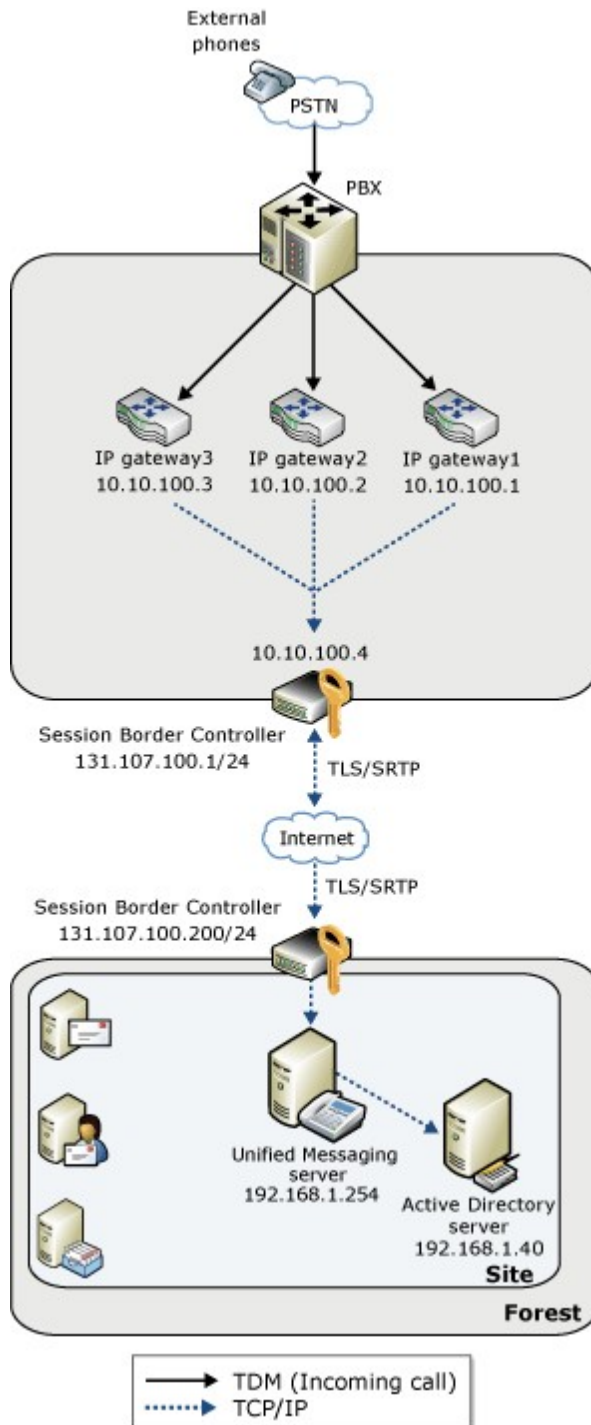 External
phones
PSTN
PBX
IP gateway3
10.10.100.3
IP gateway2
10.10.100.2
IP gateway1
10.10.100.1
10.10.100.4
Session Border Controller
131.107.100.1/24
TLS/SRTP
Internet
TLS/SRTP
Session Border Controller
131.107.100.200/24
Unified Messaging
server
192.168.1.254
Active Directory
server
192.168.1.40
Site
Forest
TDM (Incoming call)
TCP/IP